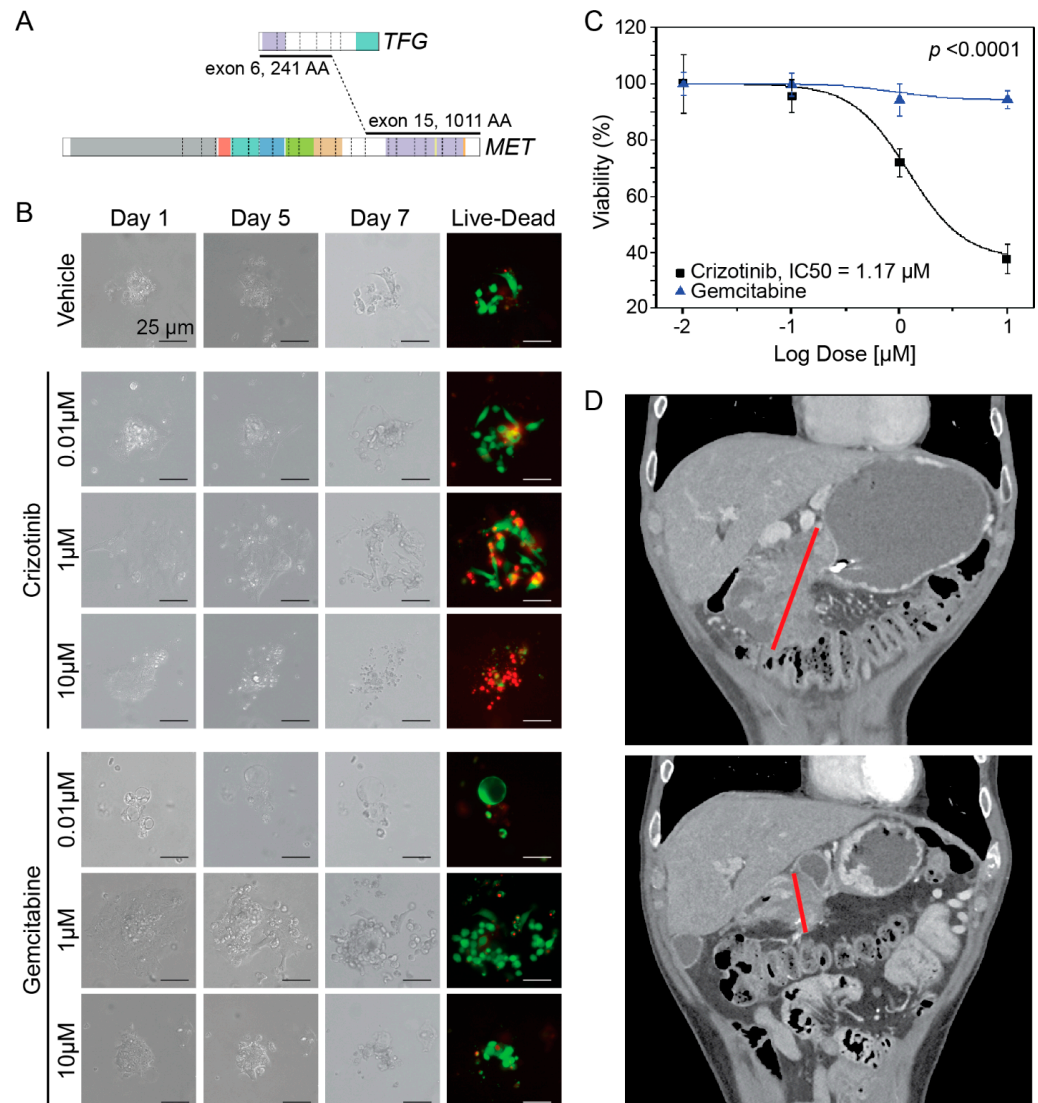 A
TFG
exon 6, 241 AA
exon 15, 1011 AA
MET
B
Day 1
Day 5
Day 7
Live-Dead
Vehicle
25 µm
Crizotinib
0.01µM
1µM
10µM
Gemcitabine
0.01µM
1µM
10µM
C
120
100
80
60
40
20
Viability (%)
p <0.0001
Crizotinib, IC50 = 1.17 µM
Gemcitabine
-2
-1
0
1
Log Dose [µM]
D